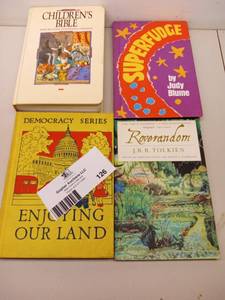 CHILDREN'S
BIBLE
SUPERFUDGE
by
Judy
Blume
DEMOCRACY SERIES
ENJOYING
OUR LAND
126
Roverandom
J.R.R. TOLKIEN